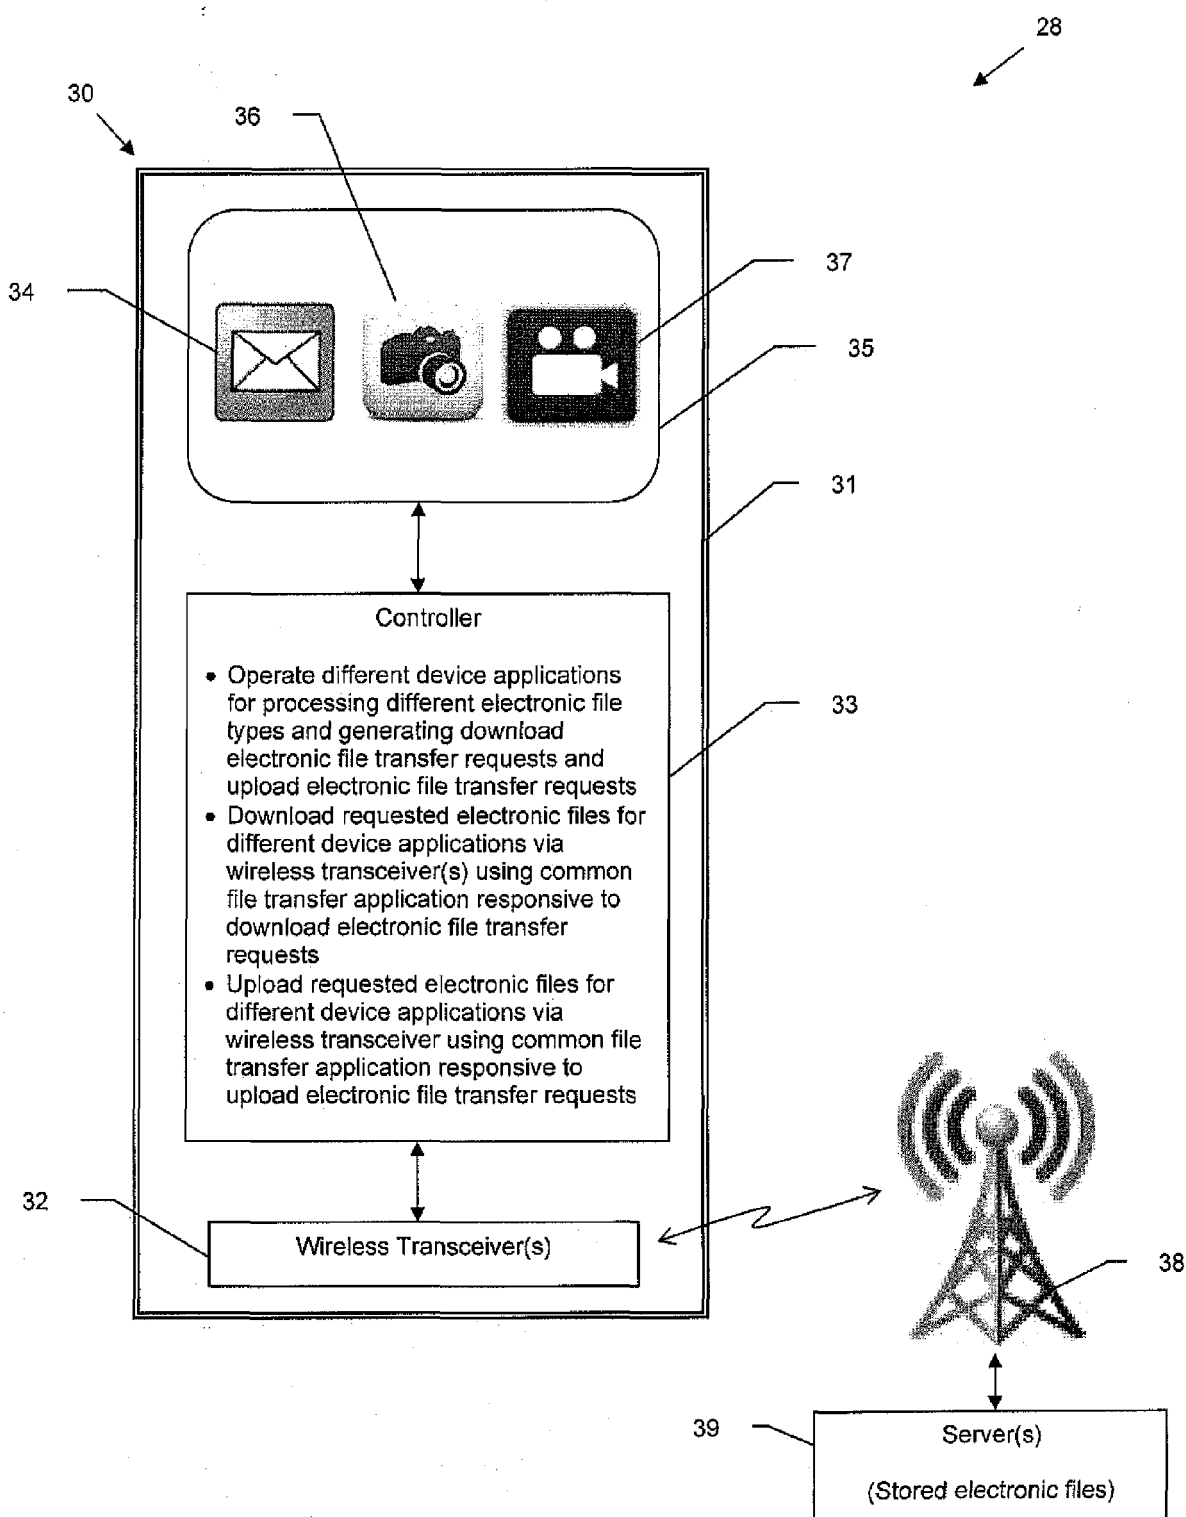 28
30
36
37
34
35
31
Controller
• Operate different device applications
for processing different electronic file
types and generating download
electronic file transfer requests and
upload electronic file transfer requests
• Download requested electronic files for
different device applications via
wireless transceiver(s) using common
file transfer application responsive to
download electronic file transfer
requests
• Upload requested electronic files for
different device applications via
wireless transceiver using common file
transfer application responsive to
upload electronic file transfer requests
33
32
Wireless Transceiver(s)
38
39
Server(s)
(Stored electronic files)